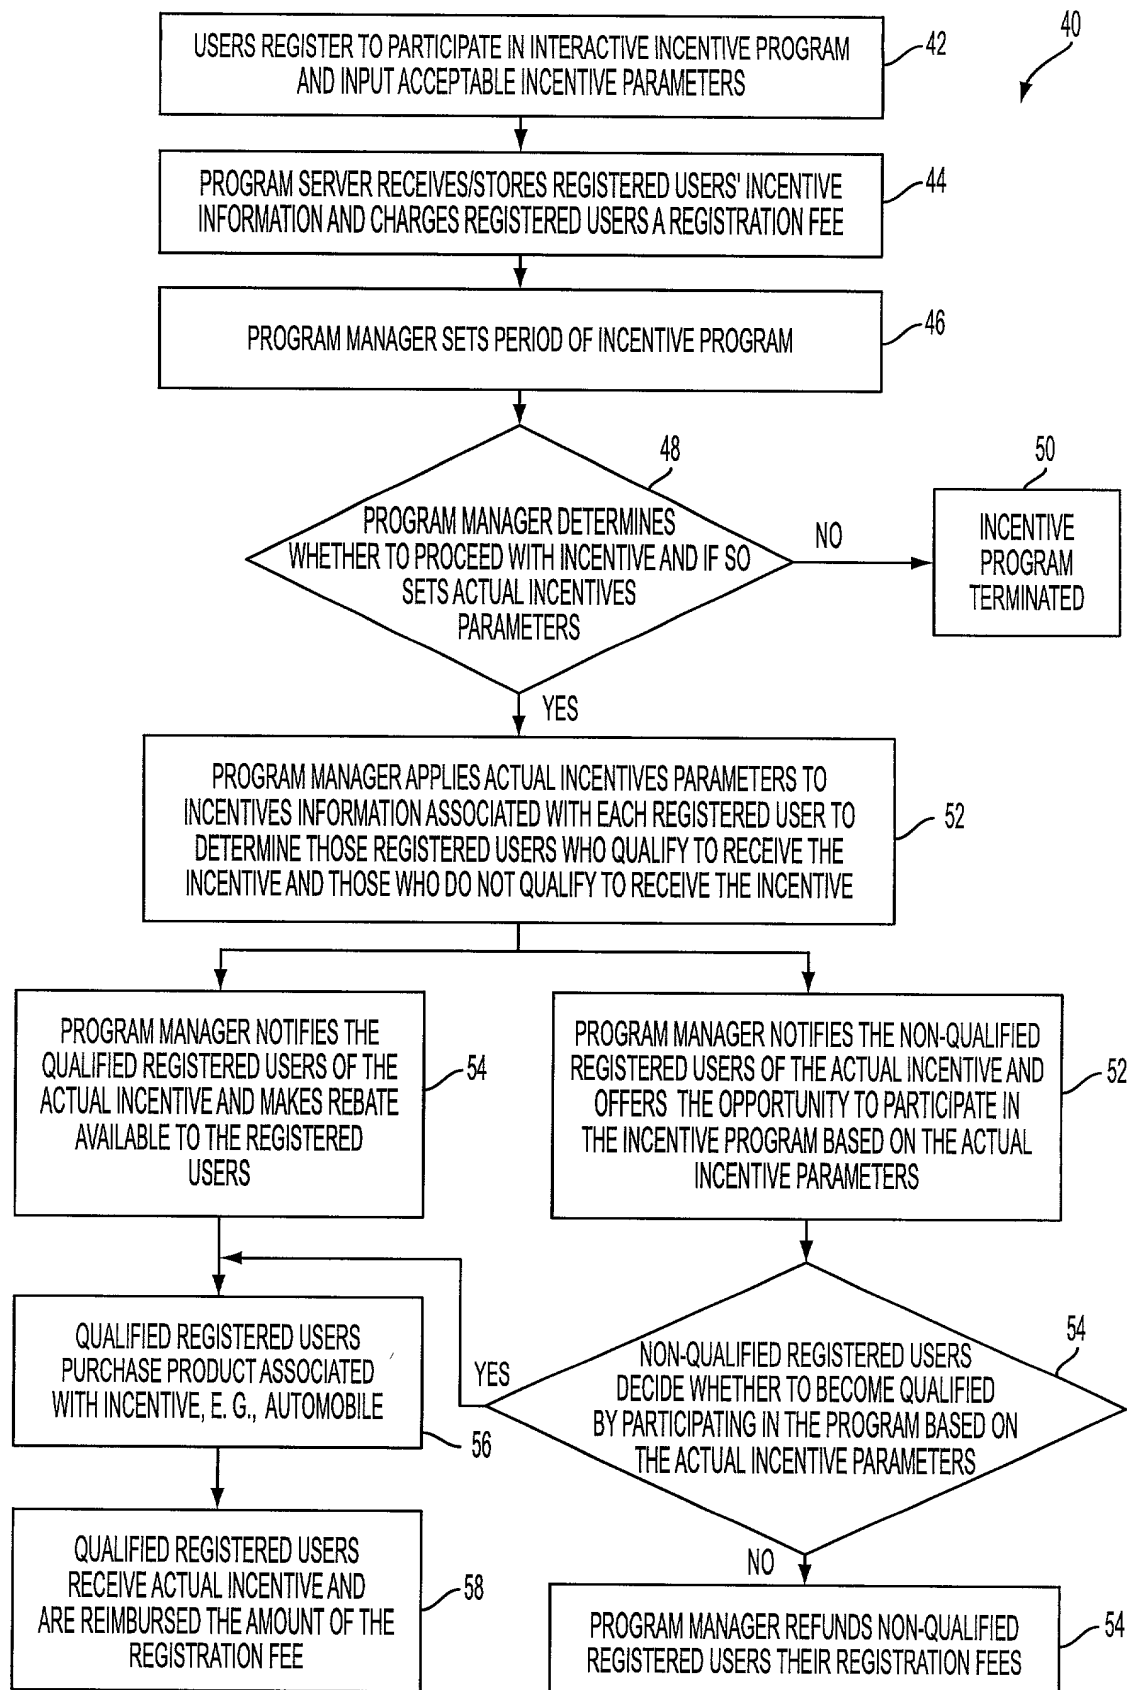 40
USERS REGISTER TO PARTICIPATE IN INTERACTIVE INCENTIVE PROGRAM
AND INPUT ACCEPTABLE INCENTIVE PARAMETERS
42
PROGRAM SERVER RECEIVES/STORES REGISTERED USERS' INCENTIVE
INFORMATION AND CHARGES REGISTERED USERS A REGISTRATION FEE
44
PROGRAM MANAGER SETS PERIOD OF INCENTIVE PROGRAM
46
48
PROGRAM MANAGER DETERMINES
WHETHER TO PROCEED WITH INCENTIVE AND IF SO
SETS ACTUAL INCENTIVES
PARAMETERS
NO
50
INCENTIVE
PROGRAM
TERMINATED
YES
PROGRAM MANAGER APPLIES ACTUAL INCENTIVES PARAMETERS TO
INCENTIVES INFORMATION ASSOCIATED WITH EACH REGISTERED USER TO
DETERMINE THOSE REGISTERED USERS WHO QUALIFY TO RECEIVE THE
INCENTIVE AND THOSE WHO DO NOT QUALIFY TO RECEIVE THE INCENTIVE
52
PROGRAM MANAGER NOTIFIES THE
QUALIFIED REGISTERED USERS OF THE
ACTUAL INCENTIVE AND MAKES REBATE
AVAILABLE TO THE REGISTERED
USERS
54
PROGRAM MANAGER NOTIFIES THE NON-QUALIFIED
REGISTERED USERS OF THE ACTUAL INCENTIVE AND
OFFERS THE OPPORTUNITY TO PARTICIPATE IN
THE INCENTIVE PROGRAM BASED ON THE ACTUAL
INCENTIVE PARAMETERS
52
QUALIFIED REGISTERED USERS
PURCHASE PRODUCT ASSOCIATED
WITH INCENTIVE, E. G., AUTOMOBILE
56
YES
NON-QUALIFIED REGISTERED USERS
DECIDE WHETHER TO BECOME QUALIFIED
BY PARTICIPATING IN THE PROGRAM BASED ON
THE ACTUAL INCENTIVE PARAMETERS
54
QUALIFIED REGISTERED USERS
RECEIVE ACTUAL INCENTIVE AND
ARE REIMBURSED THE AMOUNT OF THE
REGISTRATION FEE
58
NO
PROGRAM MANAGER REFUNDS NON-QUALIFIED
REGISTERED USERS THEIR REGISTRATION FEES
54